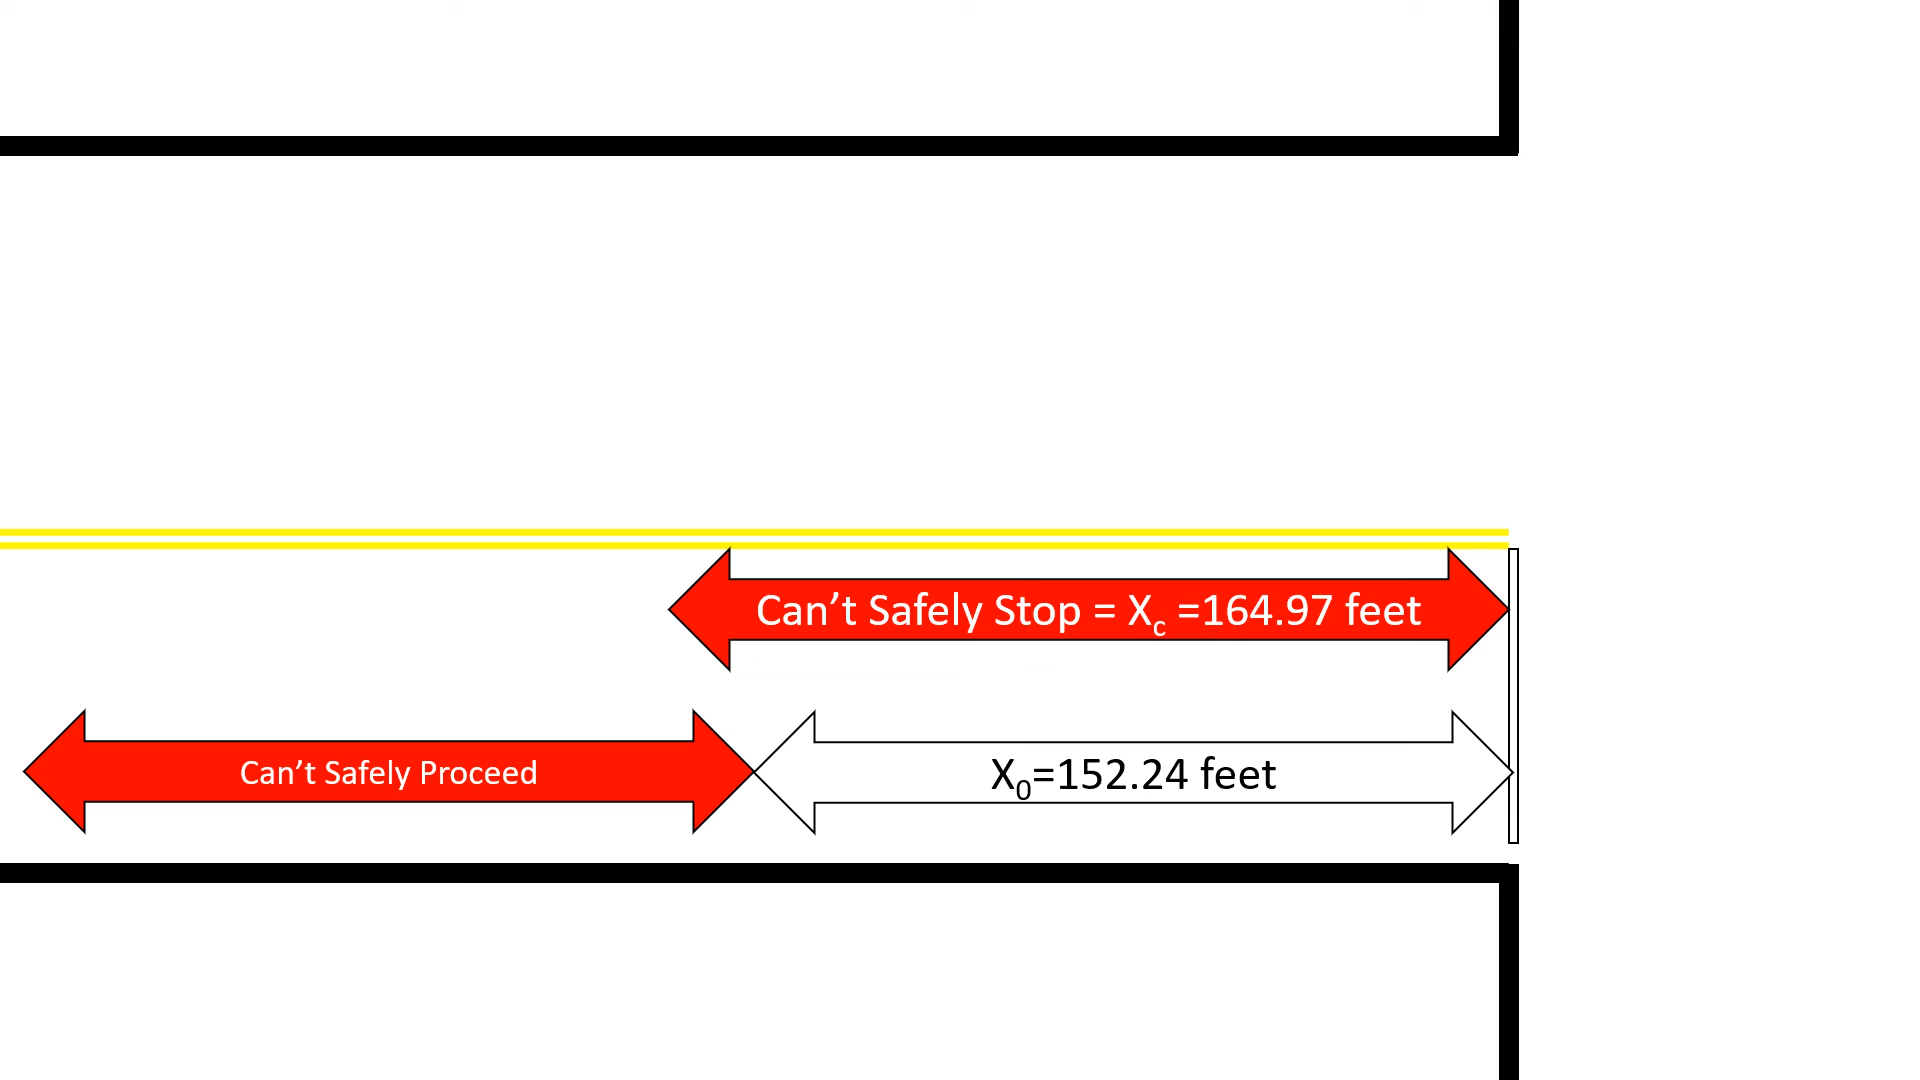 Can’t Safely Stop = Xc =164.97 feet
Can’t Safely Proceed
X0=152.24 feet